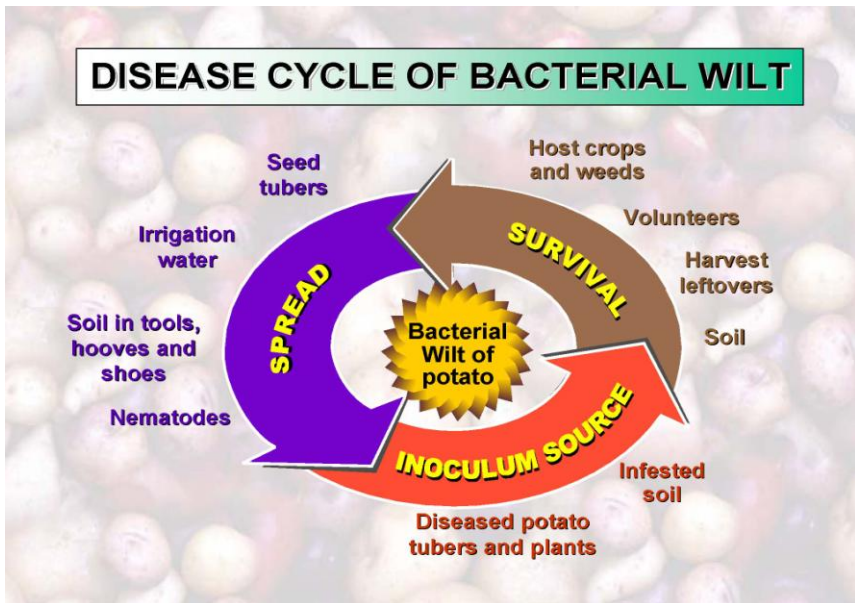 DISEASE CYCLE OF BACTERIAL WILT
Seed
tubers
Irrigation
water
Soil in tools,
hooves and
shoes
Nematodes
SPREAD
Host crops
and weeds
Volunteers
Harvest
leftovers
Soil
SURVIVAL
Bacterial
Wilt of
potato
INOCULUM SOURCE
Infested
soil
Diseased potato
tubers and plants